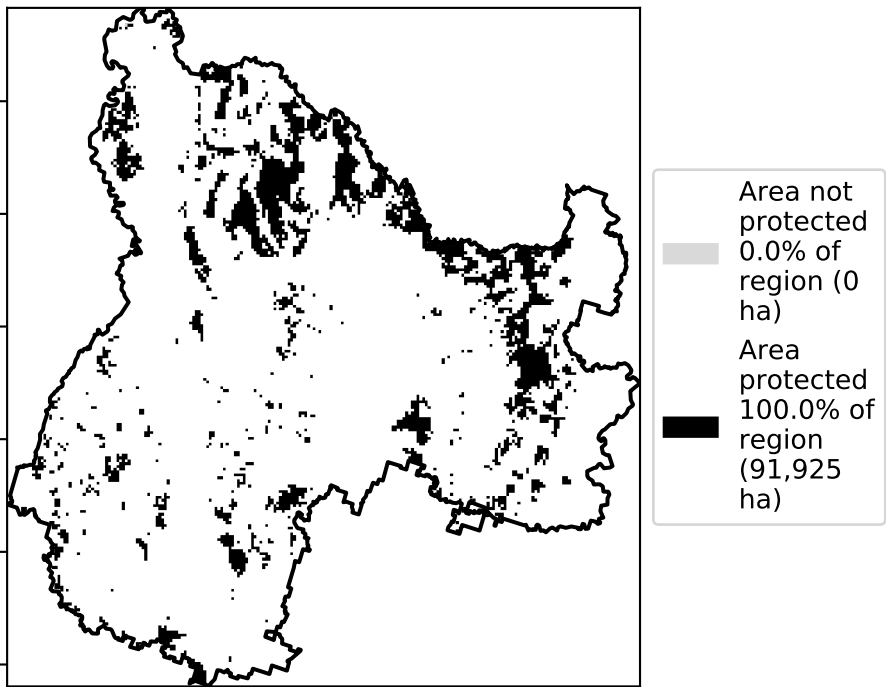 Area not
protected
0.0% of
region (0
ha)
Area
protected
100.0% of
region
(91,925
ha)